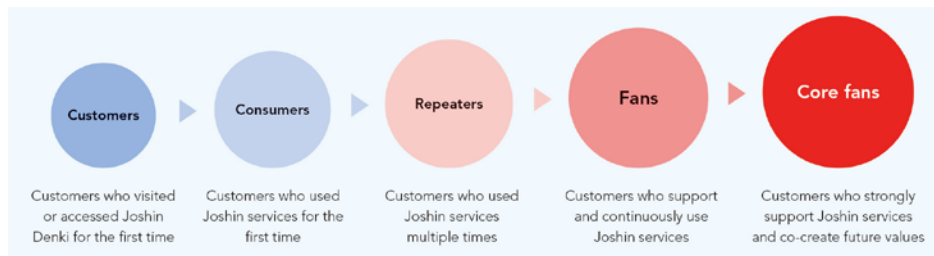 Customers
Consumers
Repeaters
Fans
Core fans
Customers who visited
or accessed Joshin
Denki for the first time
Customers who used
Joshin services for the
first time
Customers who used
Joshin services
multiple times
Customers who support
and continuously use
Joshin services
Customers who strongly
support Joshin services
and co-create future values